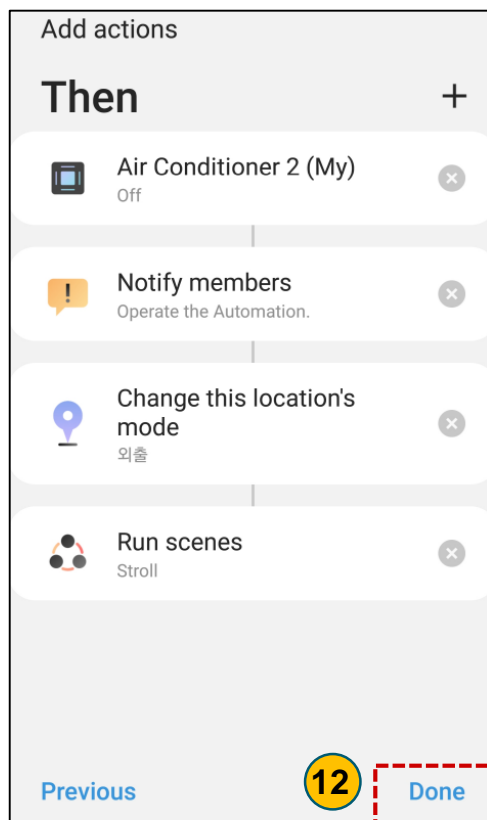 Add actions
Then
Air Conditioner 2 (My)
Off
Notify members
Operate the Automation.
Change this location's
mode
외출
Run scenes
Stroll
Previous
12
Done